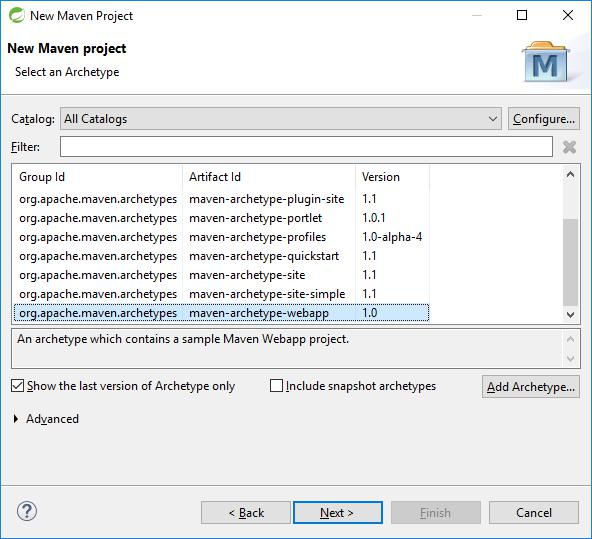 New Maven Project
New Maven project
Select an Archetype
M
Catalog: All Catalogs Configure...
Filter:
Group Id Artifact Id Version
org.apache.maven.archetypes maven-archetype-plugin-site 1.1
org.apache.maven.archetypes maven-archetype-portlet 1.0.1
org.apache.maven.archetypes maven-archetype-profiles 1.0-alpha-4
org.apache.maven.archetypes maven-archetype-quickstart 1.1
org.apache.maven.archetypes maven-archetype-site 1.1
org.apache.maven.archetypes maven-archetype-site-simple 1.1
org.apache.maven.archetypes maven-archetype-webapp 1.0
An archetype which contains a sample Maven Webapp project.
Show the last version of Archetype only Include snapshot archetypes Add Archetype...
Advanced
? < Back Next > Finish Cancel